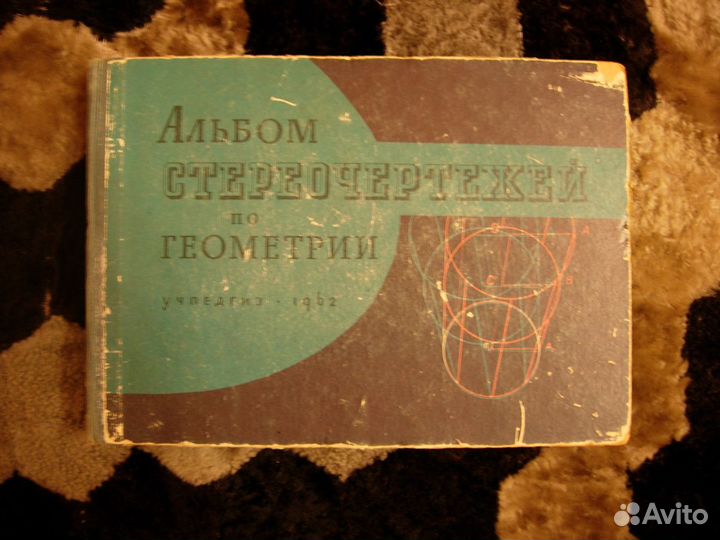 Альбом
СТЕРЕОЧЕРТЕЖЕЙ
ПО
ГЕОМЕТРИИ
УЧПЕДГИЗ · 1962
Avito